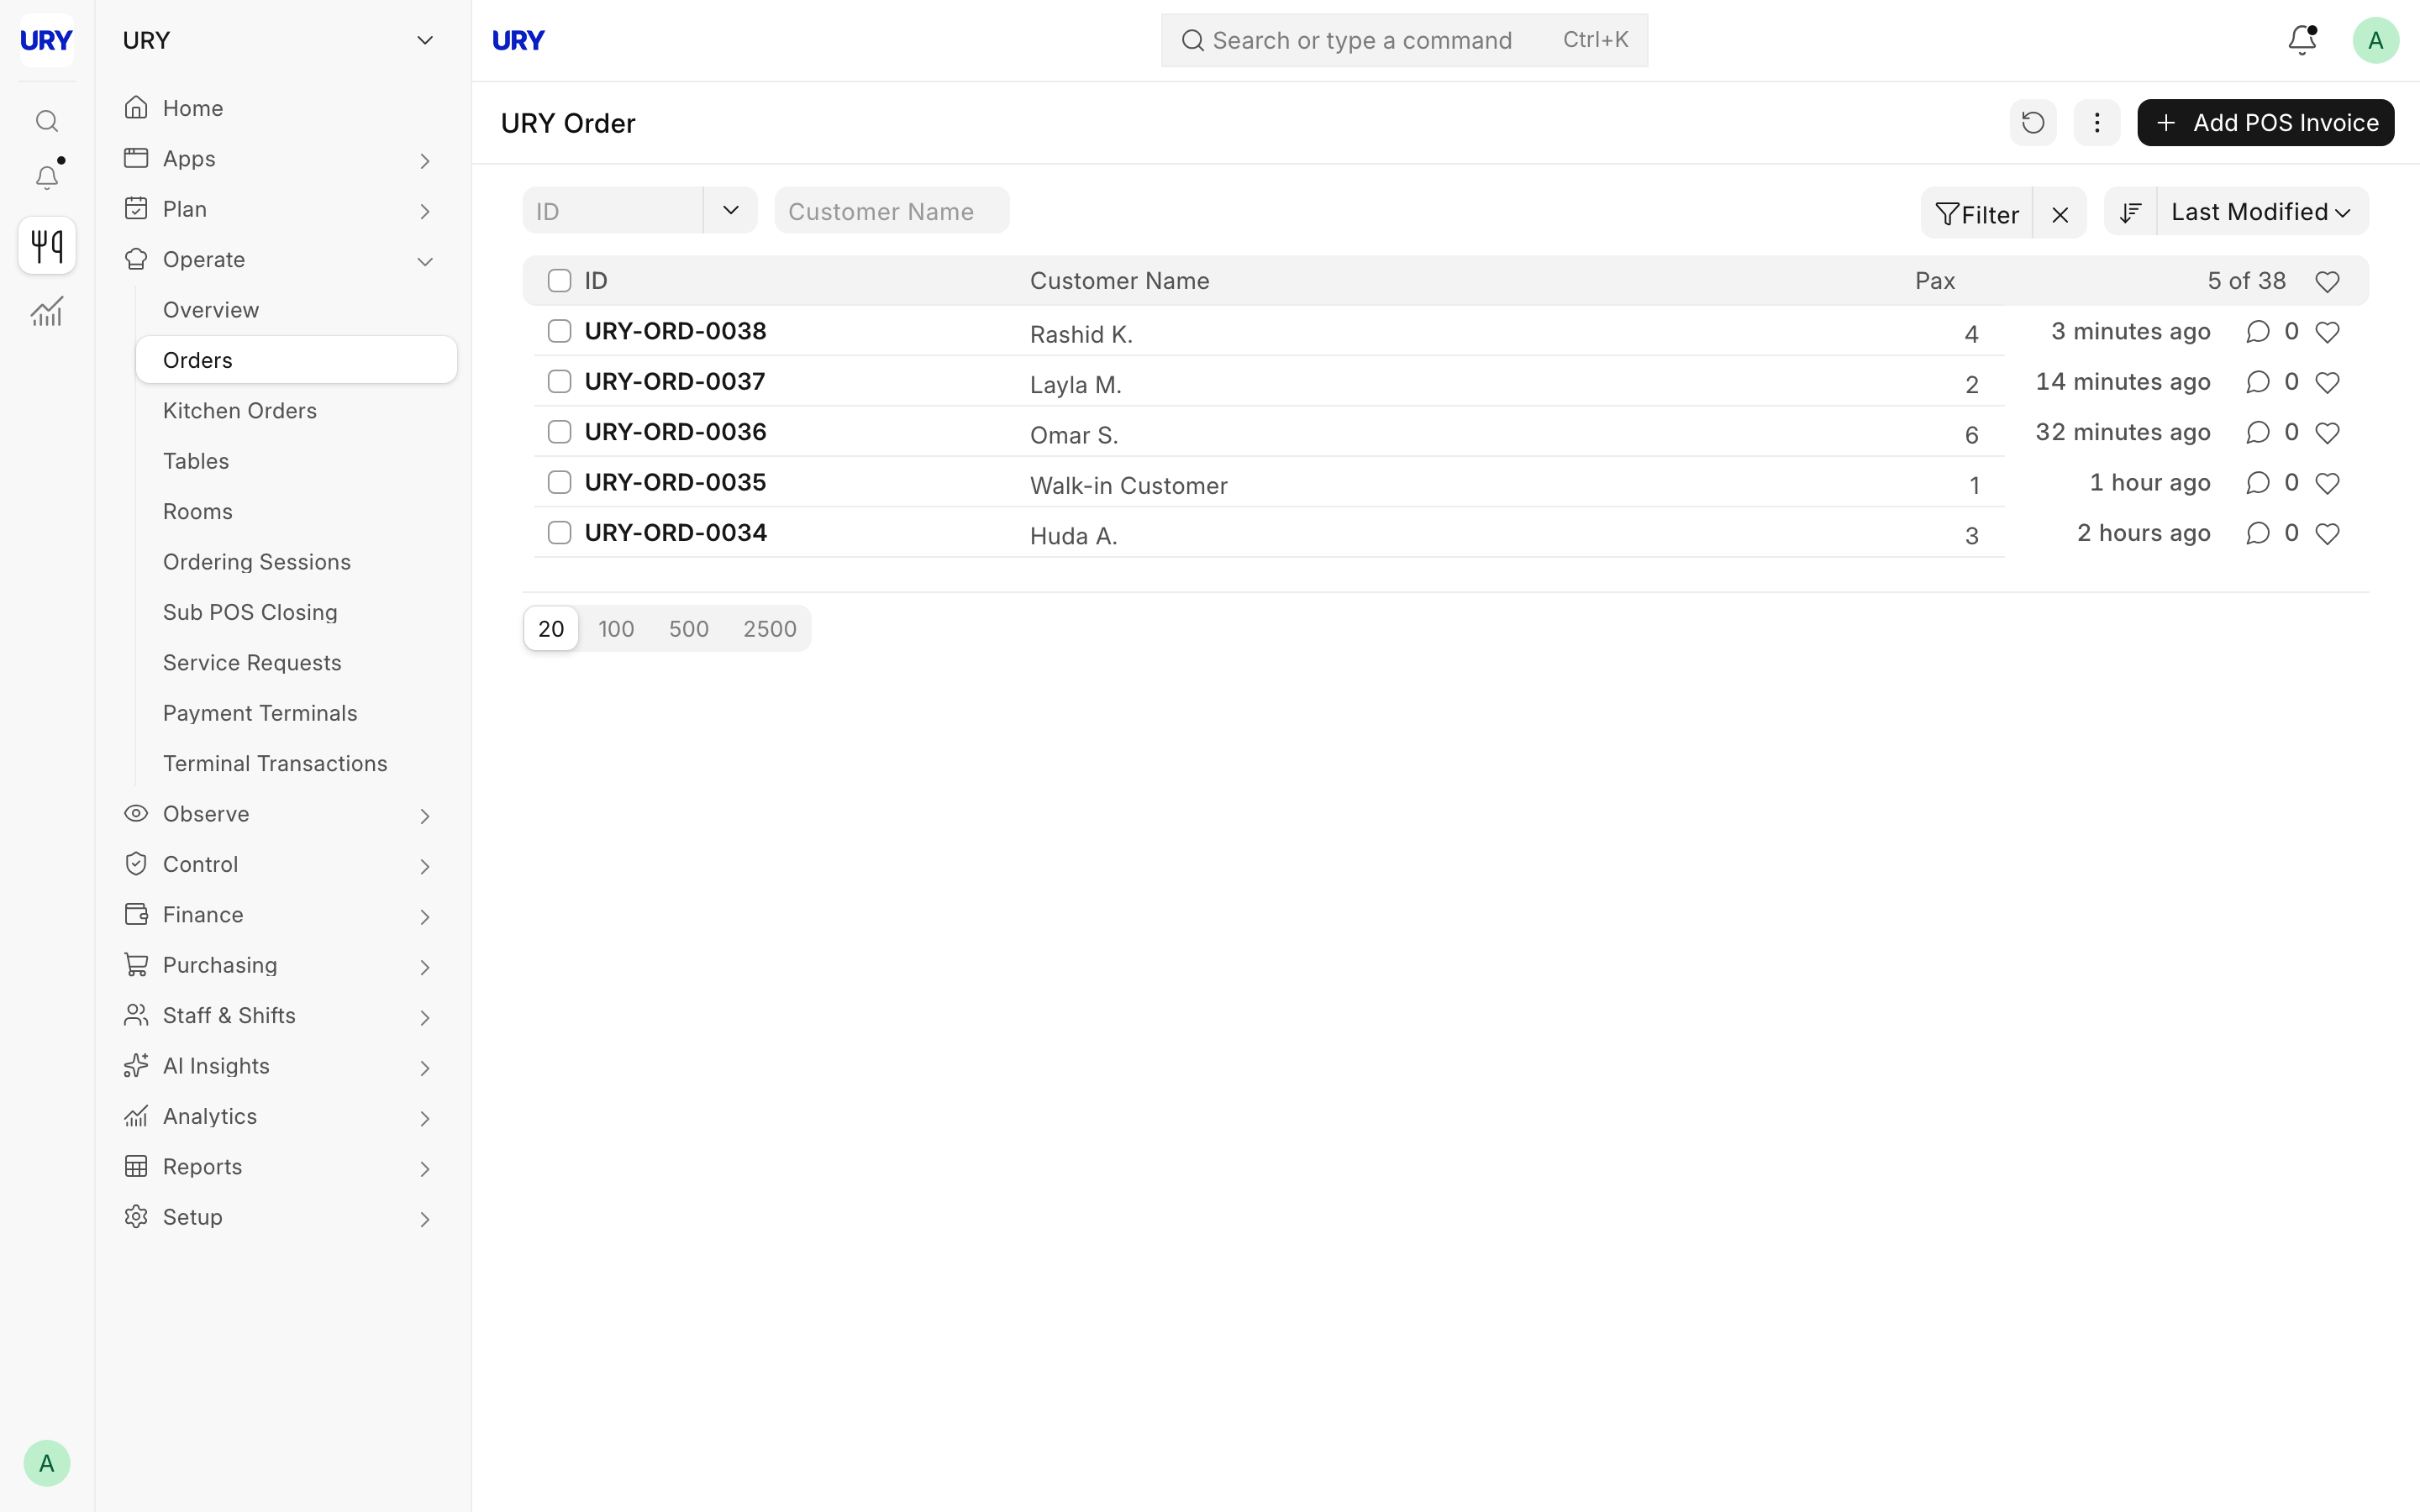 URY
URY
URY
Search or type a command
Ctrl+K
A
Home
Apps
Plan
Operate
Overview
Orders
Kitchen Orders
Tables
Rooms
Ordering Sessions
Sub POS Closing
Service Requests
Payment Terminals
Terminal Transactions
Observe
Control
Finance
Purchasing
Staff & Shifts
AI Insights
Analytics
Reports
Setup
A
URY Order
Add POS Invoice
ID
Customer Name
Filter
Last Modified
ID Customer Name Pax 5 of 38
URY-ORD-0038 Rashid K. 4 3 minutes ago 0
URY-ORD-0037 Layla M. 2 14 minutes ago 0
URY-ORD-0036 Omar S. 6 32 minutes ago 0
URY-ORD-0035 Walk-in Customer 1 1 hour ago 0
URY-ORD-0034 Huda A. 3 2 hours ago 0
20 100 500 2500